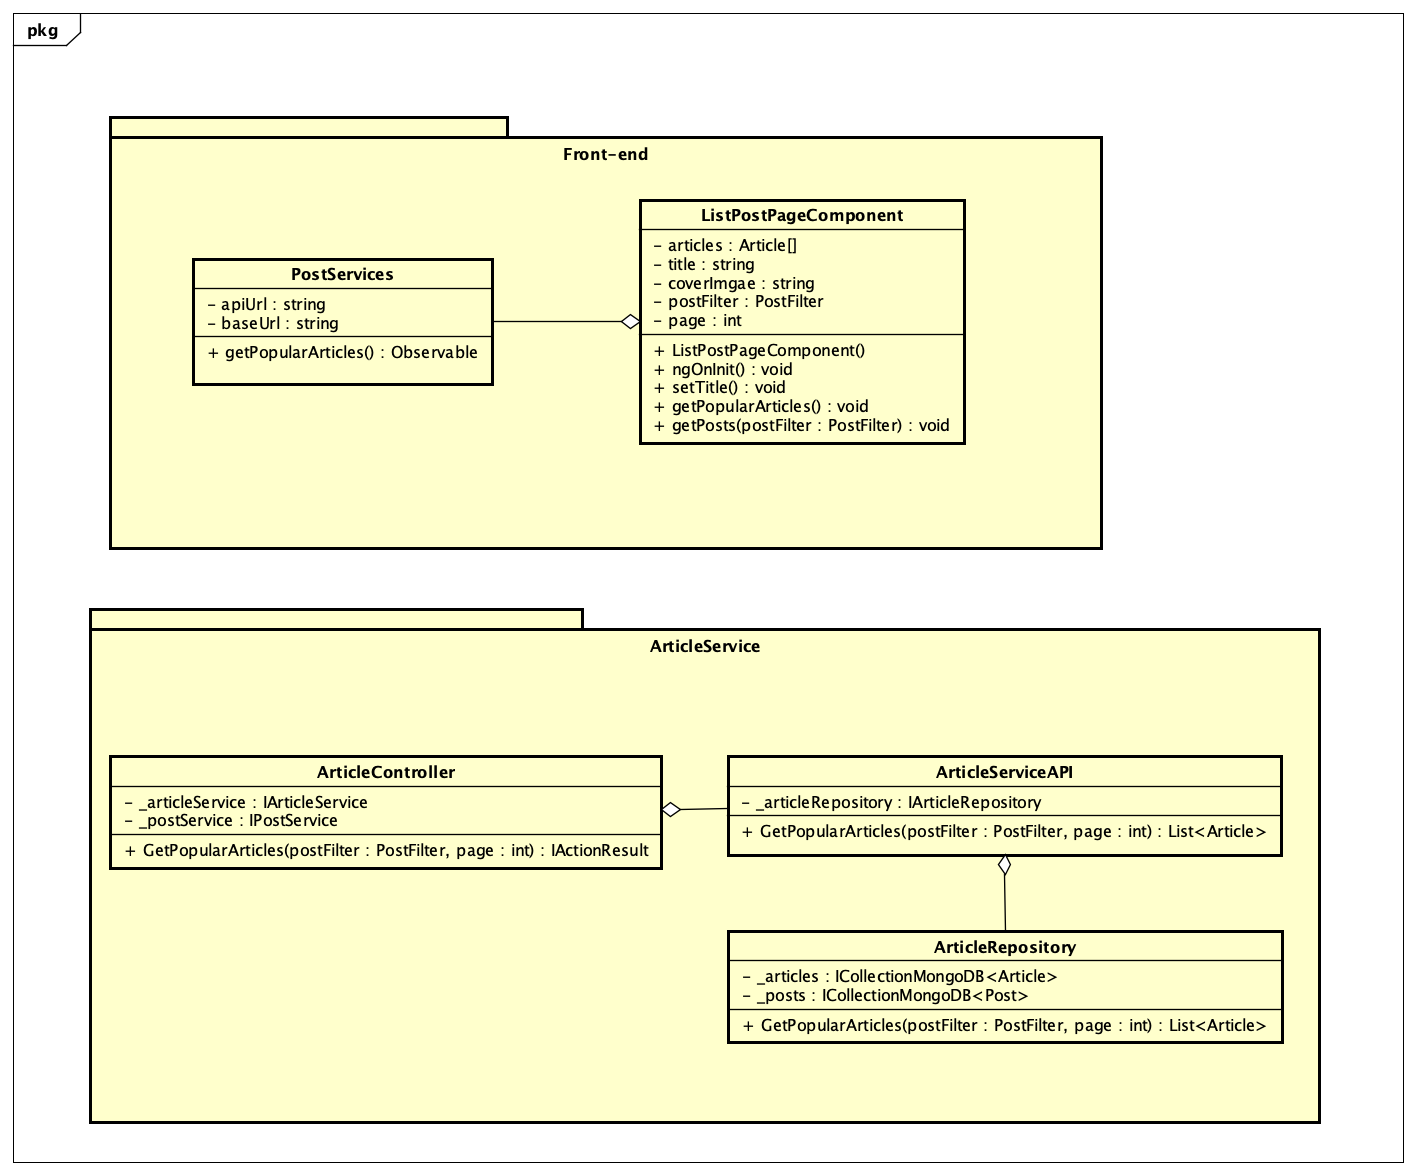 pkg
Front-end
PostServices
- apiUrl : string
- baseUrl : string
+ getPopularArticles() : Observable
ListPostPageComponent
- articles : Article[]
- title : string
- coverImgae : string
- postFilter : PostFilter
- page : int
+ ListPostPageComponent()
+ ngOnInit() : void
+ setTitle() : void
+ getPopularArticles() : void
+ getPosts(postFilter : PostFilter) : void
ArticleService
ArticleController
- _articleService : IArticleService
- _postService : IPostService
+ GetPopularArticles(postFilter : PostFilter, page : int) : IActionResult
ArticleServiceAPI
- _articleRepository : IArticleRepository
+ GetPopularArticles(postFilter : PostFilter, page : int) : List<Article>
ArticleRepository
- _articles : ICollectionMongoDB<Article>
- _posts : ICollectionMongoDB<Post>
+ GetPopularArticles(postFilter : PostFilter, page : int) : List<Article>